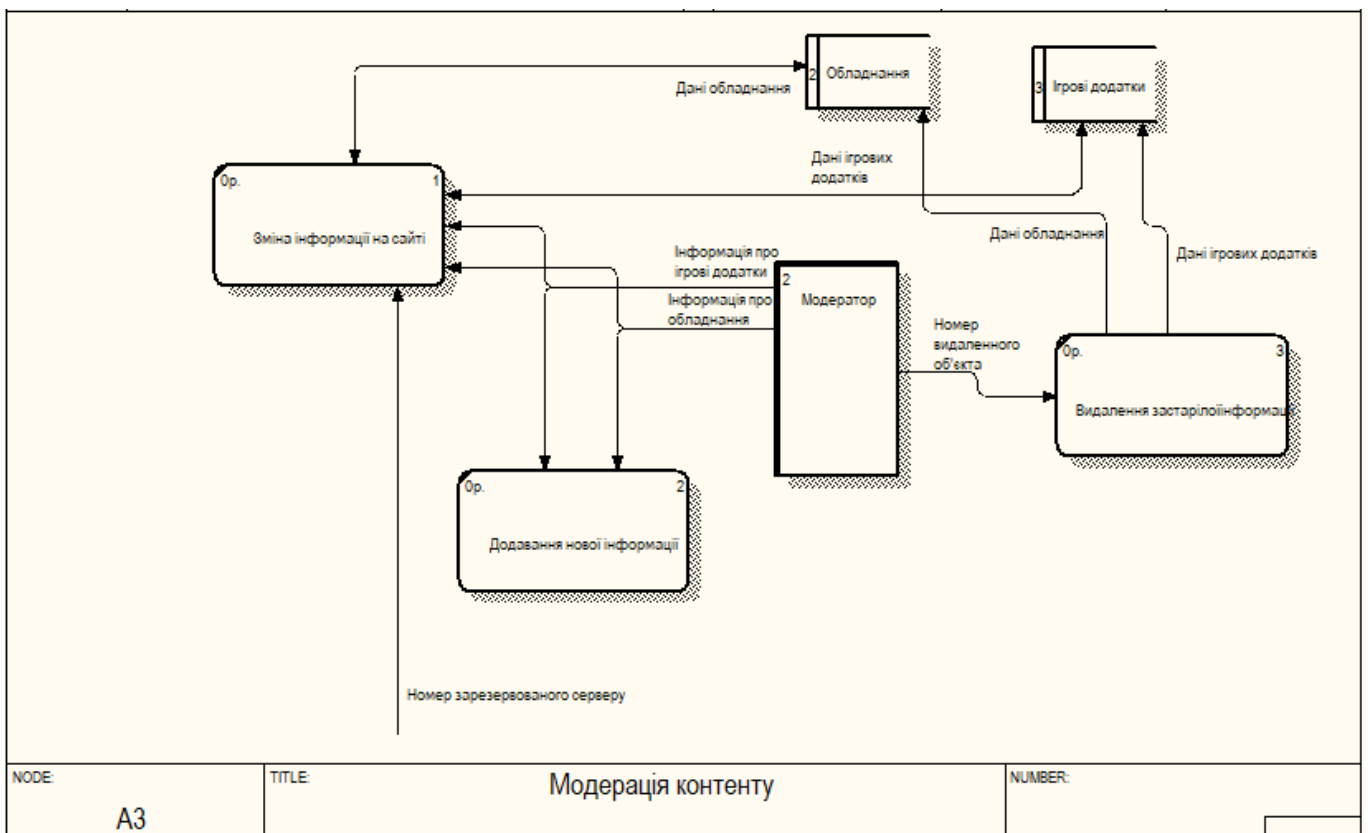 2
Обладнання
3
Ігрові додатки
Дані обладнання
Дані ігрових
додатків
0р.
1
Зміна інформації на сайті
Дані обладнання
Дані ігрових додатків
Інформація про
ігрові додатки
Інформація про
обладнання
2
Модератор
Номер
видаленного
об'єкта
0р.
3
Видалення застарілоїінформації
0р.
2
Додавання нової інформації
Номер зарезервованого серверу
NODE:
A3
TITLE:
Модерація контенту
NUMBER: